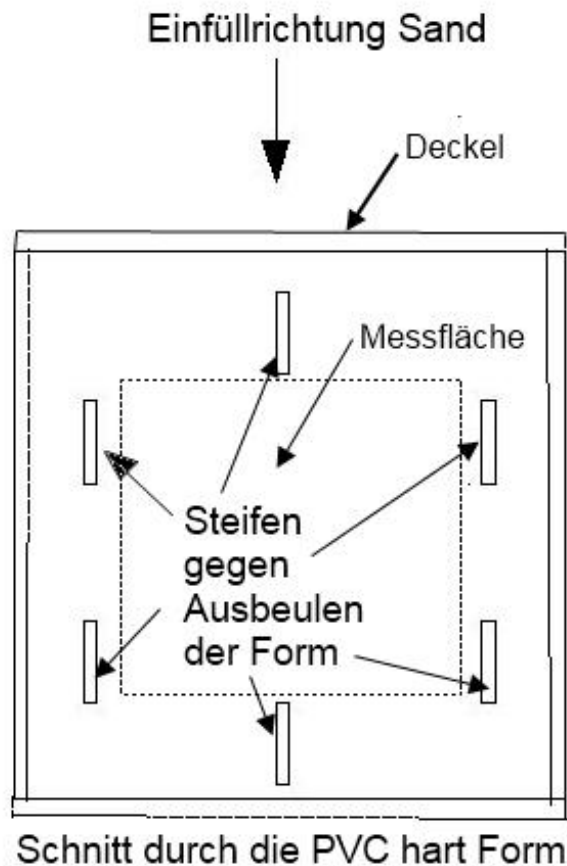 Einfüllrichtung Sand
Deckel
Messfläche
Steifen
gegen
Ausbeulen
der Form
Schnitt durch die PVC hart Form